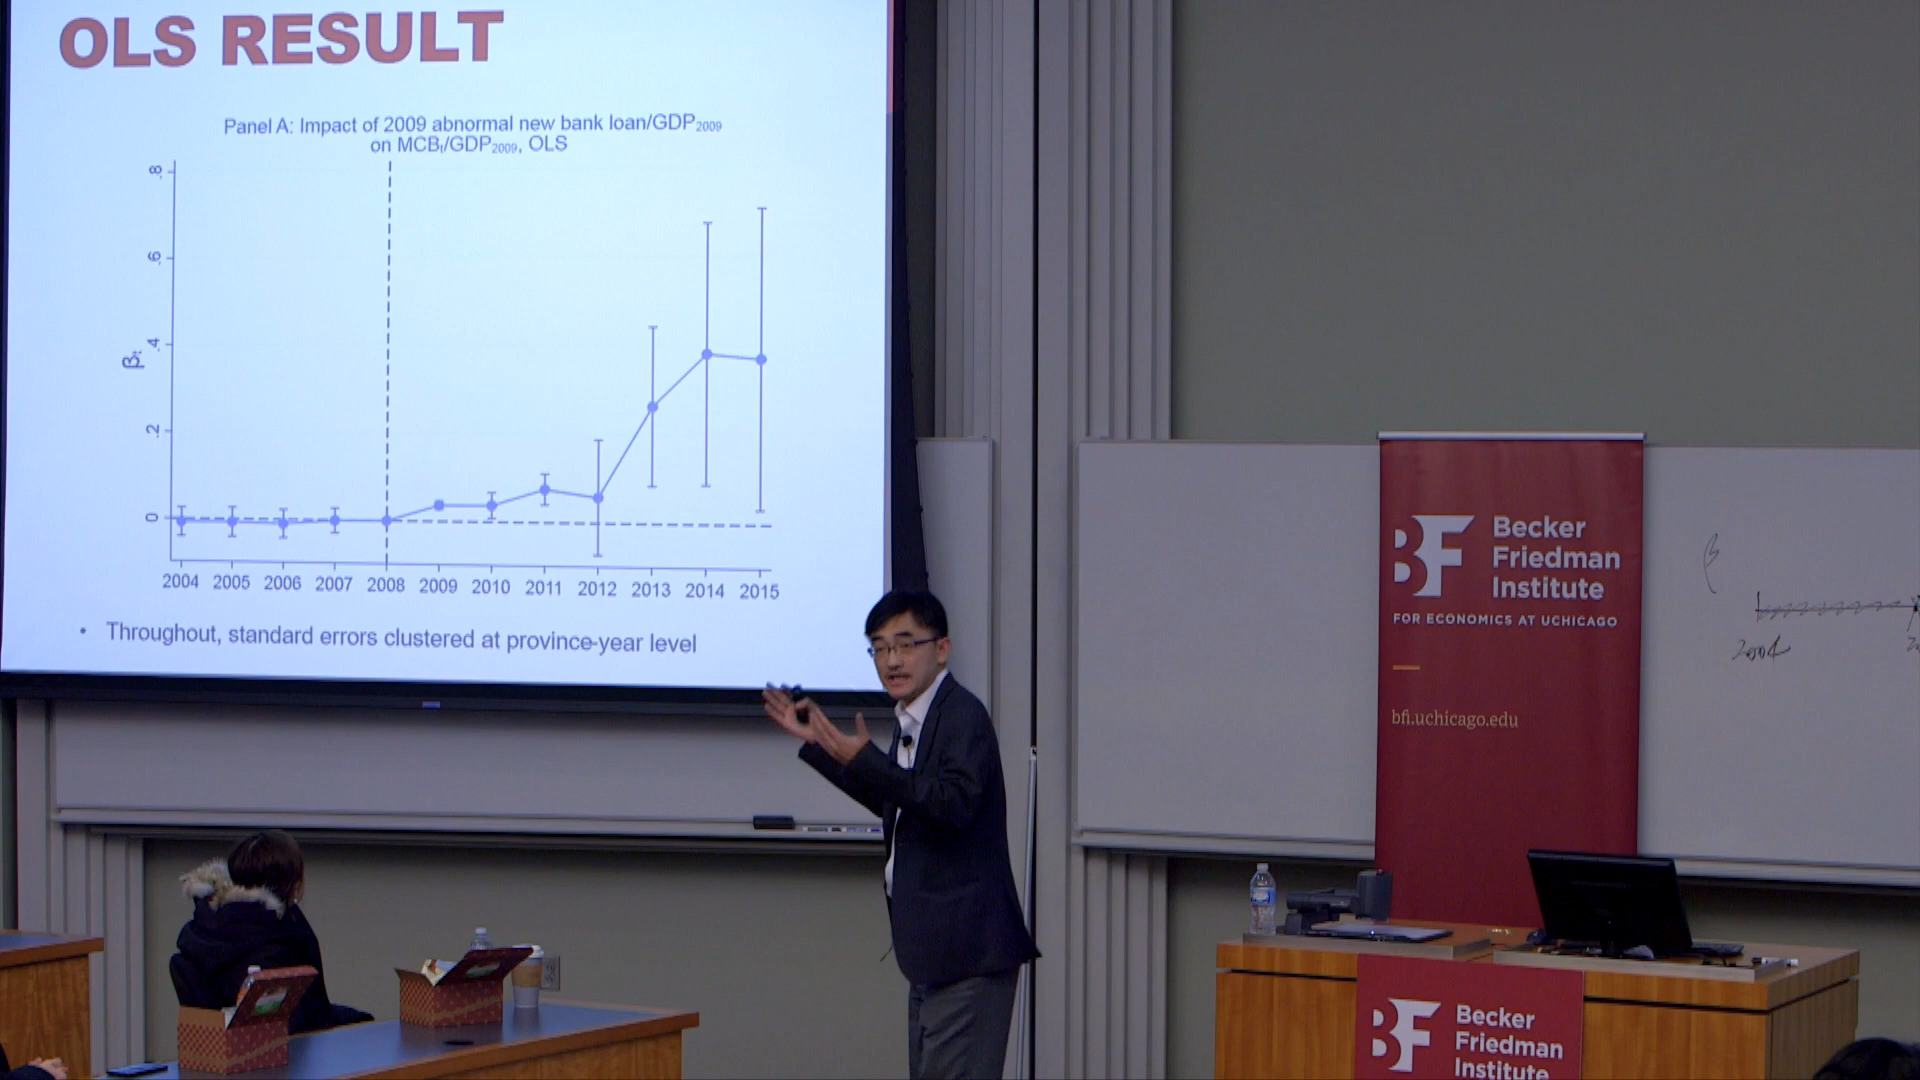 OLS RESULT
Panel A: Impact of 2009 abnormal new bank loan/GDP2009
on MCBt/GDP2009, OLS
.8
.6
.4
.2
0
βt
2004 2005 2006 2007 2008 2009 2010 2011 2012 2013 2014 2015
• Throughout, standard errors clustered at province-year level
BF
Becker
Friedman
Institute
FOR ECONOMICS AT UCHICAGO
bfi.uchicago.edu
β
2004
BF
Becker
Friedman
Institute